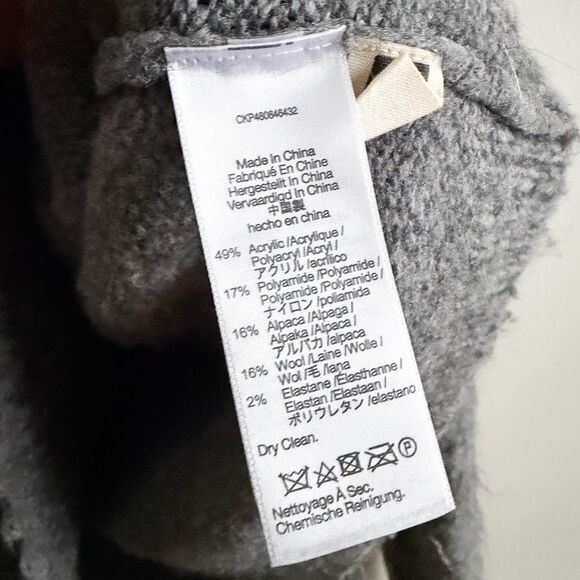 CKP480846432
Made In China
Fabriqué En Chine
Hergestellt In China
Vervaardigd In China
中国製
hecho en china
49% Acrylic /Acrylique /
Polyacryl /Acryl /
アクリル /acrílico
17% Polyamide /Polyamide /
Polyamide /Polyamide /
ナイロン /poliamida
16% Alpaca /Alpaga /
Alpaka /Alpaca /
アルパカ /alpaca
16% Wool /Laine /Wolle /
Wol /毛 /lana
2% Elastane /Élasthanne /
Elastan /Elastaan /
ポリウレタン /elastano
Dry Clean.
P
Nettoyage À Sec.
Chemische Reinigung.